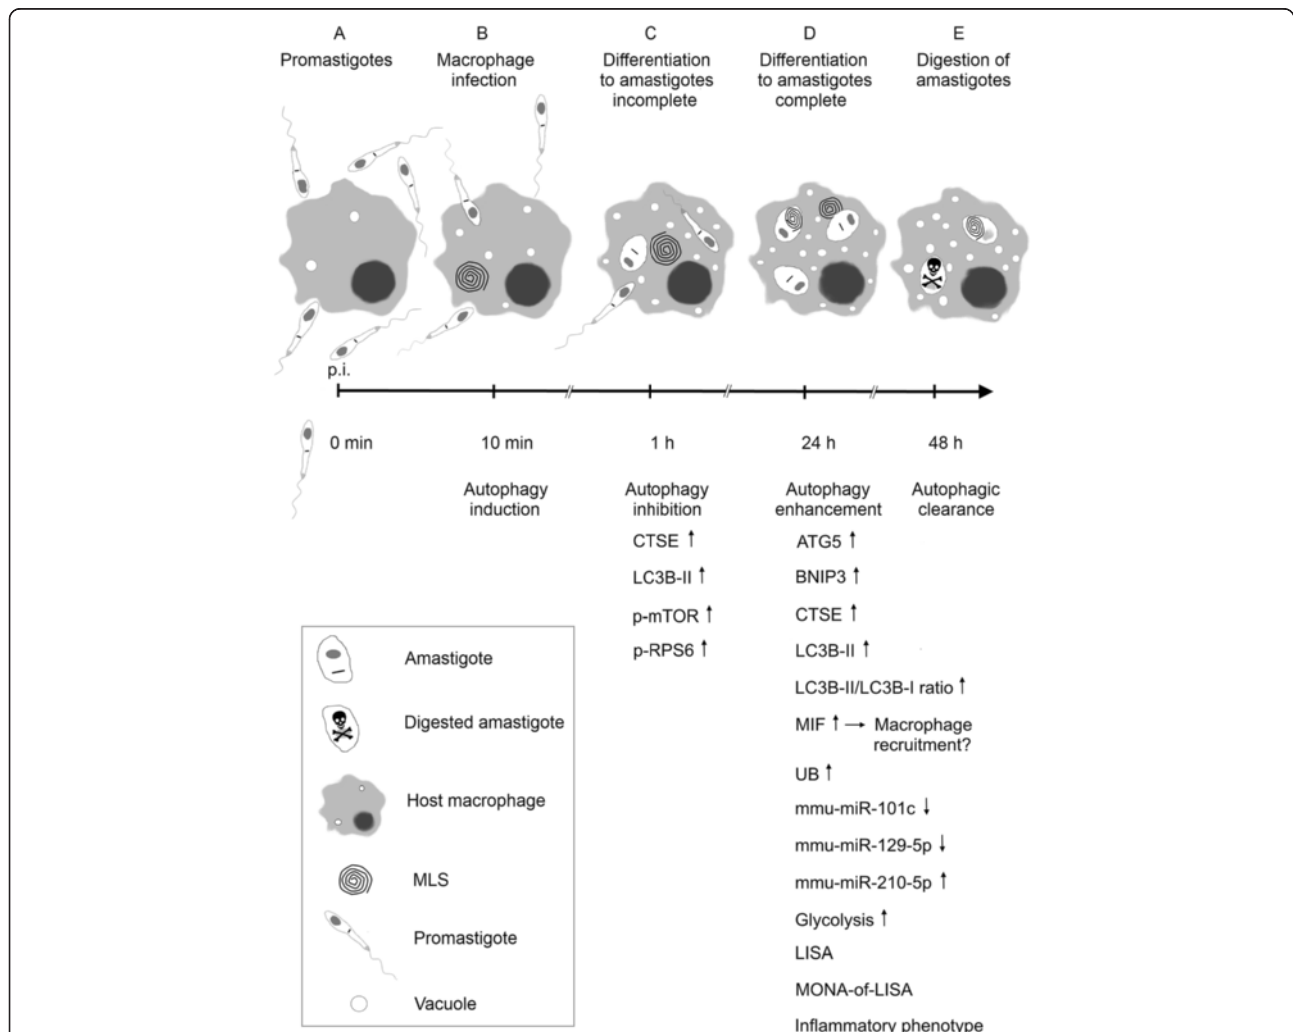 A
Promastigotes
B
Macrophage
infection
C
Differentiation
to amastigotes
incomplete
D
Differentiation
to amastigotes
complete
E
Digestion of
amastigotes
p.i.
0 min
10 min
1 h
24 h
48 h
Autophagy
induction
Autophagy
inhibition
CTSE ↑
LC3B-II ↑
p-mTOR ↑
p-RPS6 ↑
Autophagy
enhancement
ATG5 ↑
BNIP3 ↑
CTSE ↑
LC3B-II ↑
LC3B-II/LC3B-I ratio ↑
MIF ↑ → Macrophage
recruitment?
UB ↑
mmu-miR-101c ↓
mmu-miR-129-5p ↓
mmu-miR-210-5p ↑
Glycolysis ↑
LISA
MONA-of-LISA
Inflammatory phenotype
Autophagic
clearance
Amastigote
Digested amastigote
Host macrophage
MLS
Promastigote
Vacuole